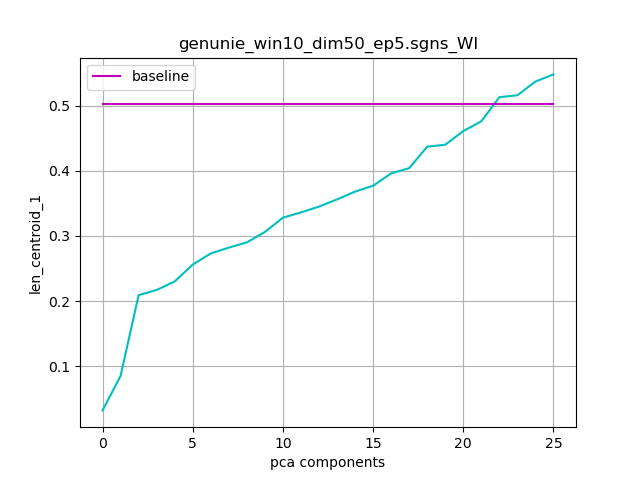 genunie_win10_dim50_ep5.sgns_WI
baseline
0.5
0.4
0.3
0.2
0.1
len_centroid_1
0 5 10 15 20 25
pca components